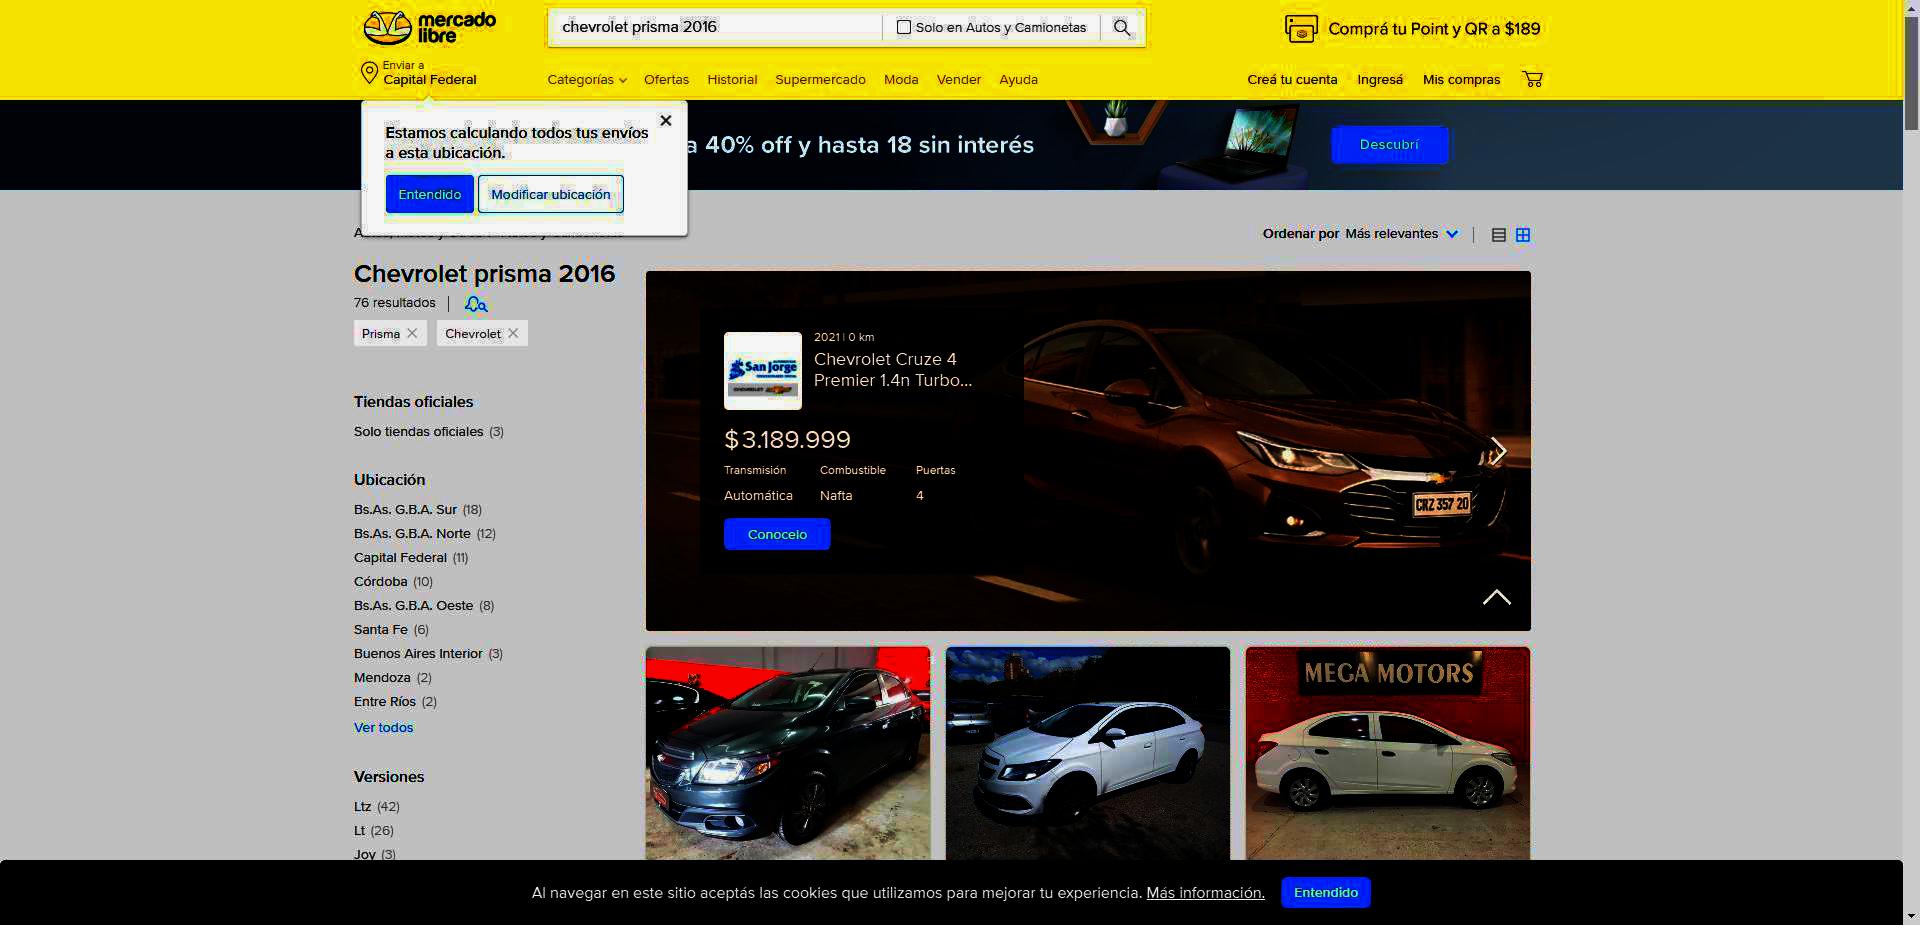 mercado
libre
chevrolet prisma 2016
Solo en Autos y Camionetas
Comprá tu Point y QR a $189
Enviar a
Capital Federal
Categorías
Ofertas
Historial
Supermercado
Moda
Vender
Ayuda
Creá tu cuenta
Ingresá
Mis compras
Estamos calculando todos tus envíos
a esta ubicación.
Entendido
Modificar ubicación
a 40% off y hasta 18 sin interés
Descubrí
Ordenar por Más relevantes
Chevrolet prisma 2016
76 resultados
Prisma
Chevrolet
Tiendas oficiales
Solo tiendas oficiales (3)
Ubicación
Bs.As. G.B.A. Sur (18)
Bs.As. G.B.A. Norte (12)
Capital Federal (11)
Córdoba (10)
Bs.As. G.B.A. Oeste (8)
Santa Fe (6)
Buenos Aires Interior (3)
Mendoza (2)
Entre Ríos (2)
Ver todos
Versiones
Ltz (42)
Lt (26)
Joy (3)
San Jorge
CHEVROLET
2021 | 0 km
Chevrolet Cruze 4
Premier 1.4n Turbo...
$ 3.189.999
Transmisión
Combustible
Puertas
Automática
Nafta
4
Conocelo
CRZ 357 20
MEGA MOTORS
Al navegar en este sitio aceptás las cookies que utilizamos para mejorar tu experiencia. Más información.
Entendido